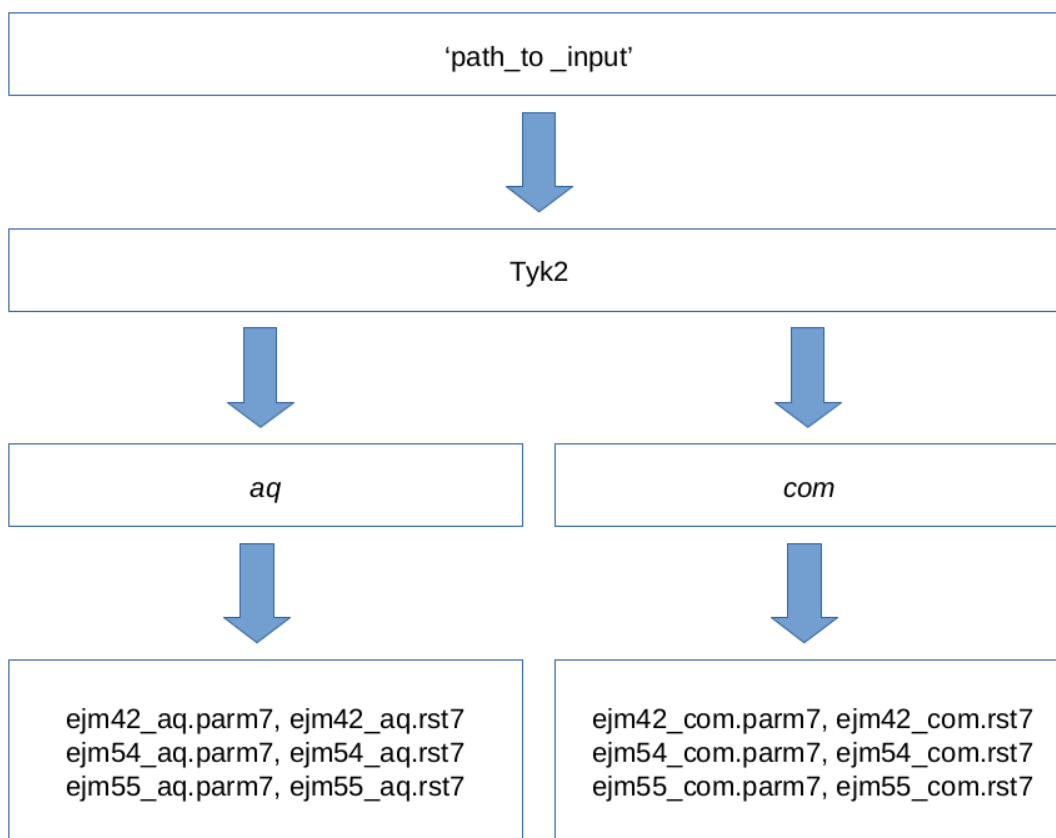 ‘path_to _input’
Tyk2
aq
com
ejm42_aq.parm7, ejm42_aq.rst7
ejm54_aq.parm7, ejm54_aq.rst7
ejm55_aq.parm7, ejm55_aq.rst7
ejm42_com.parm7, ejm42_com.rst7
ejm54_com.parm7, ejm54_com.rst7
ejm55_com.parm7, ejm55_com.rst7